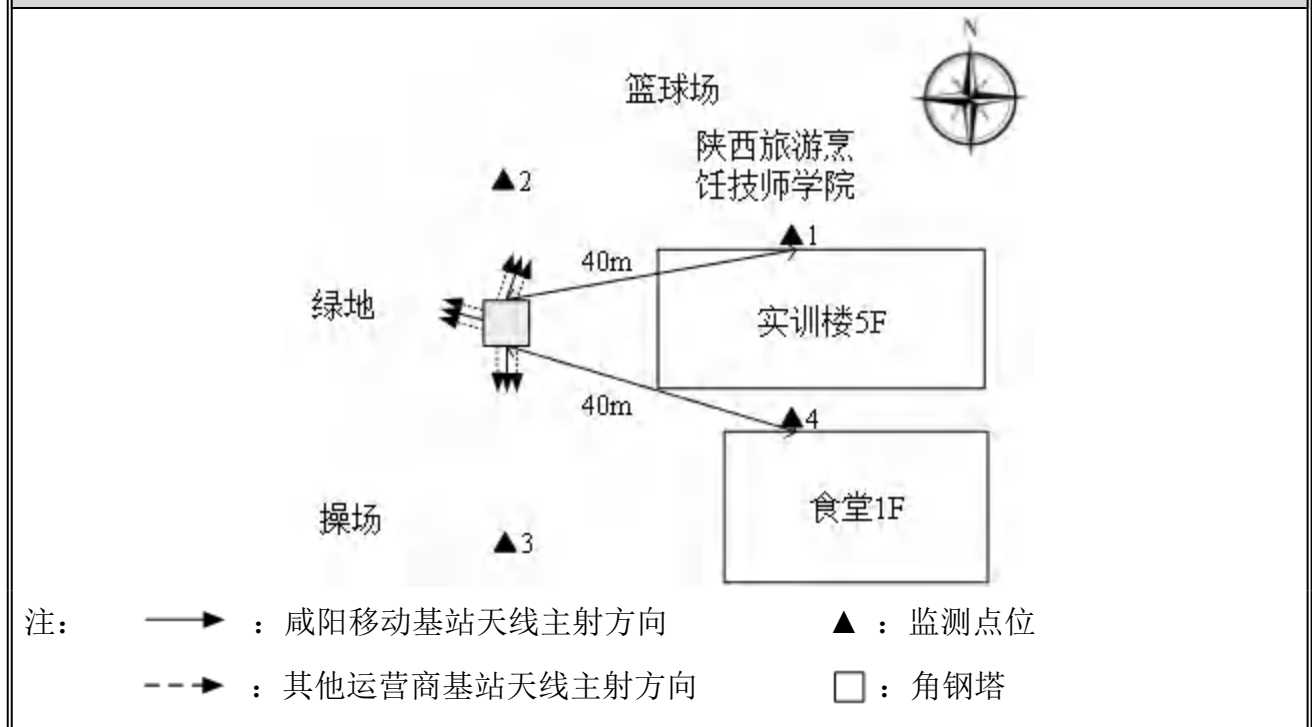 N
篮球场
陕西旅游烹
饪技师学院
▲2
▲1
40m
绿地
实训楼5F
40m
▲4
食堂1F
操场
▲3
注： ：咸阳移动基站天线主射方向 ▲ ：监测点位
：其他运营商基站天线主射方向 □ ：角钢塔